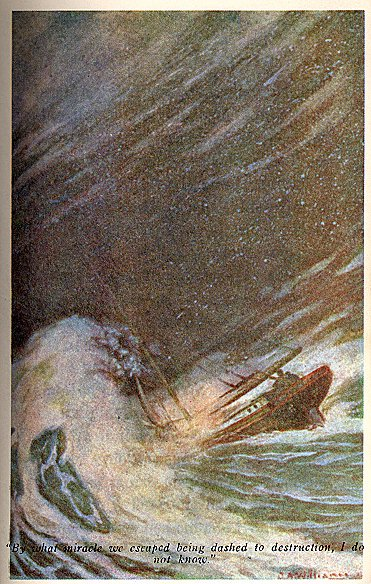 "By what miracle we escaped being dashed to destruction, I do
not know"